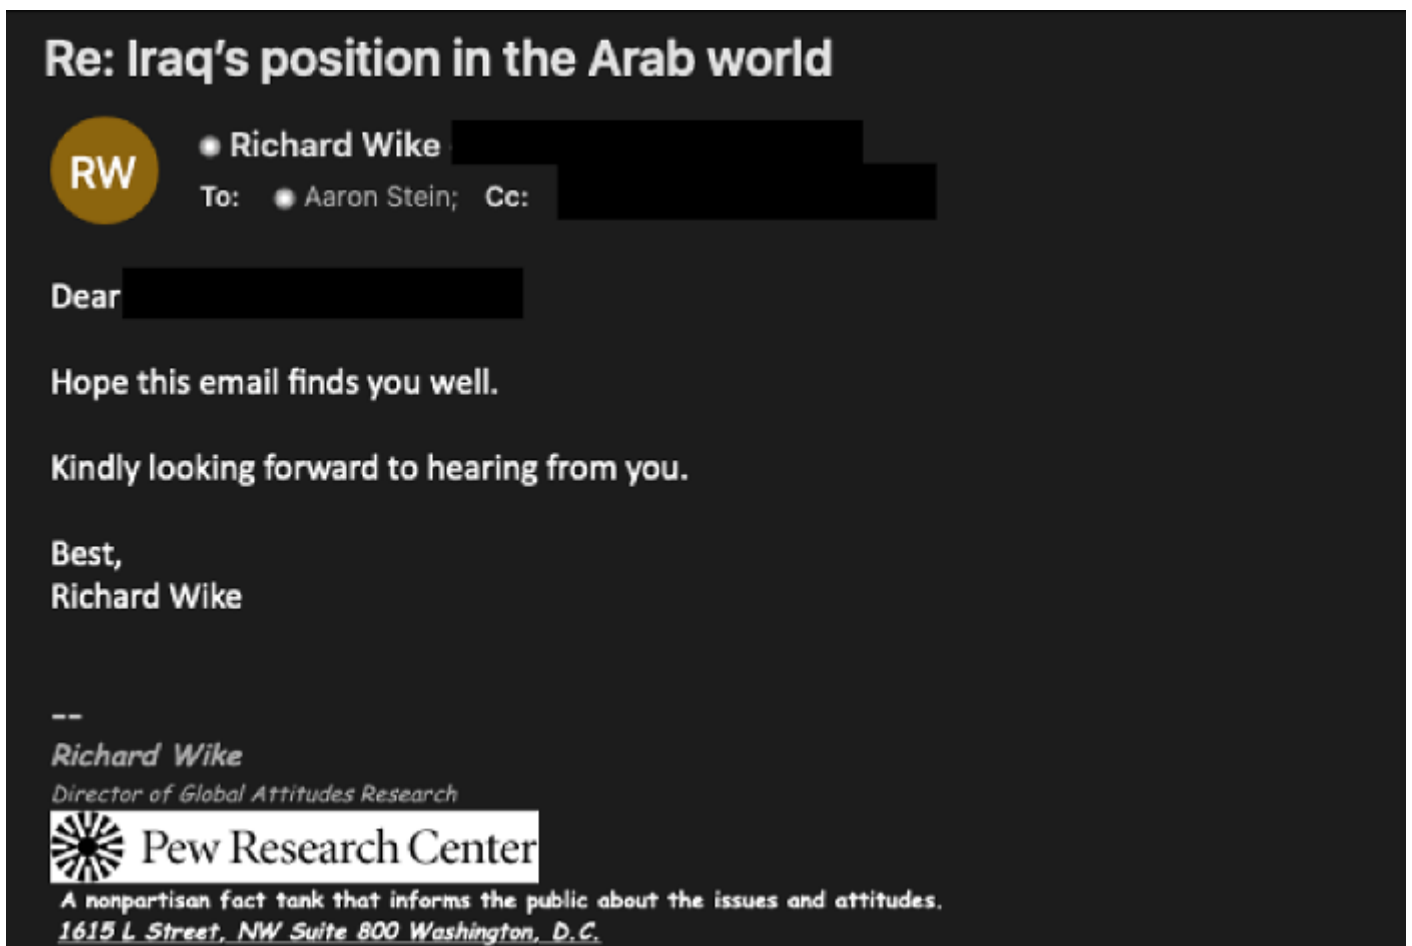 Re: Iraq's position in the Arab world
RW
Richard Wike
To: Aaron Stein; Cc:
Dear
Hope this email finds you well.
Kindly looking forward to hearing from you.
Best,
Richard Wike
--
Richard Wike
Director of Global Attitudes Research
Pew Research Center
A nonpartisan fact tank that informs the public about the issues and attitudes.
1615 L Street, NW Suite 800 Washington, D.C.